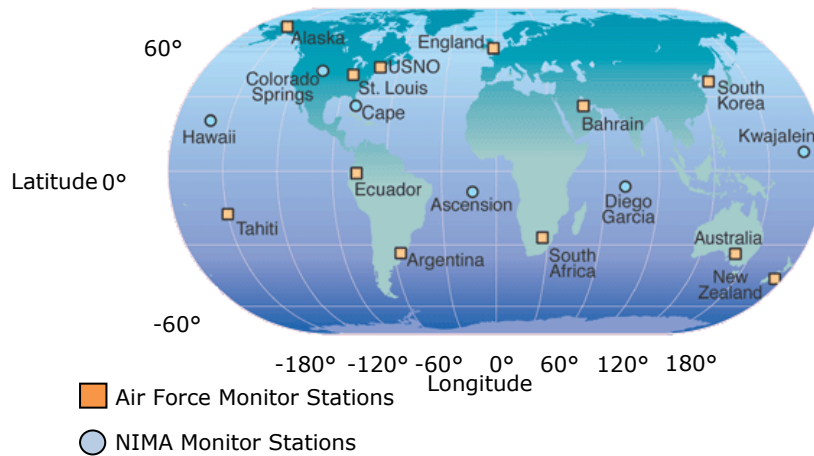 60°
Alaska
England
USNO
Colorado
Springs
St. Louis
South
Korea
Cape
Bahrain
Hawaii
Kwajalein
Latitude 0°
Ecuador
Ascension
Diego
Garcia
Tahiti
Australia
Argentina
South
Africa
New
Zealand
-60°
-180° -120° -60° 0° 60° 120° 180°
Longitude
Air Force Monitor Stations
NIMA Monitor Stations